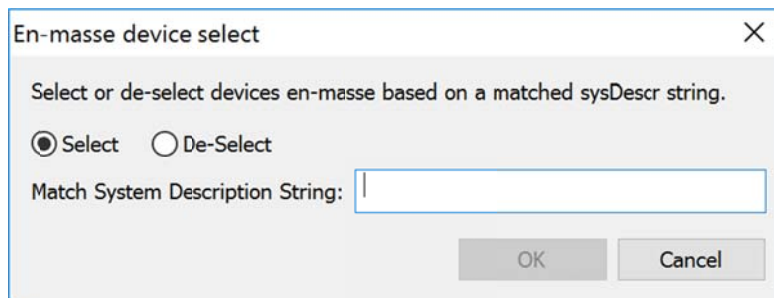 En-masse device select
Select or de-select devices en-masse based on a matched sysDescr string.
Select De-Select
Match System Description String:
OK Cancel